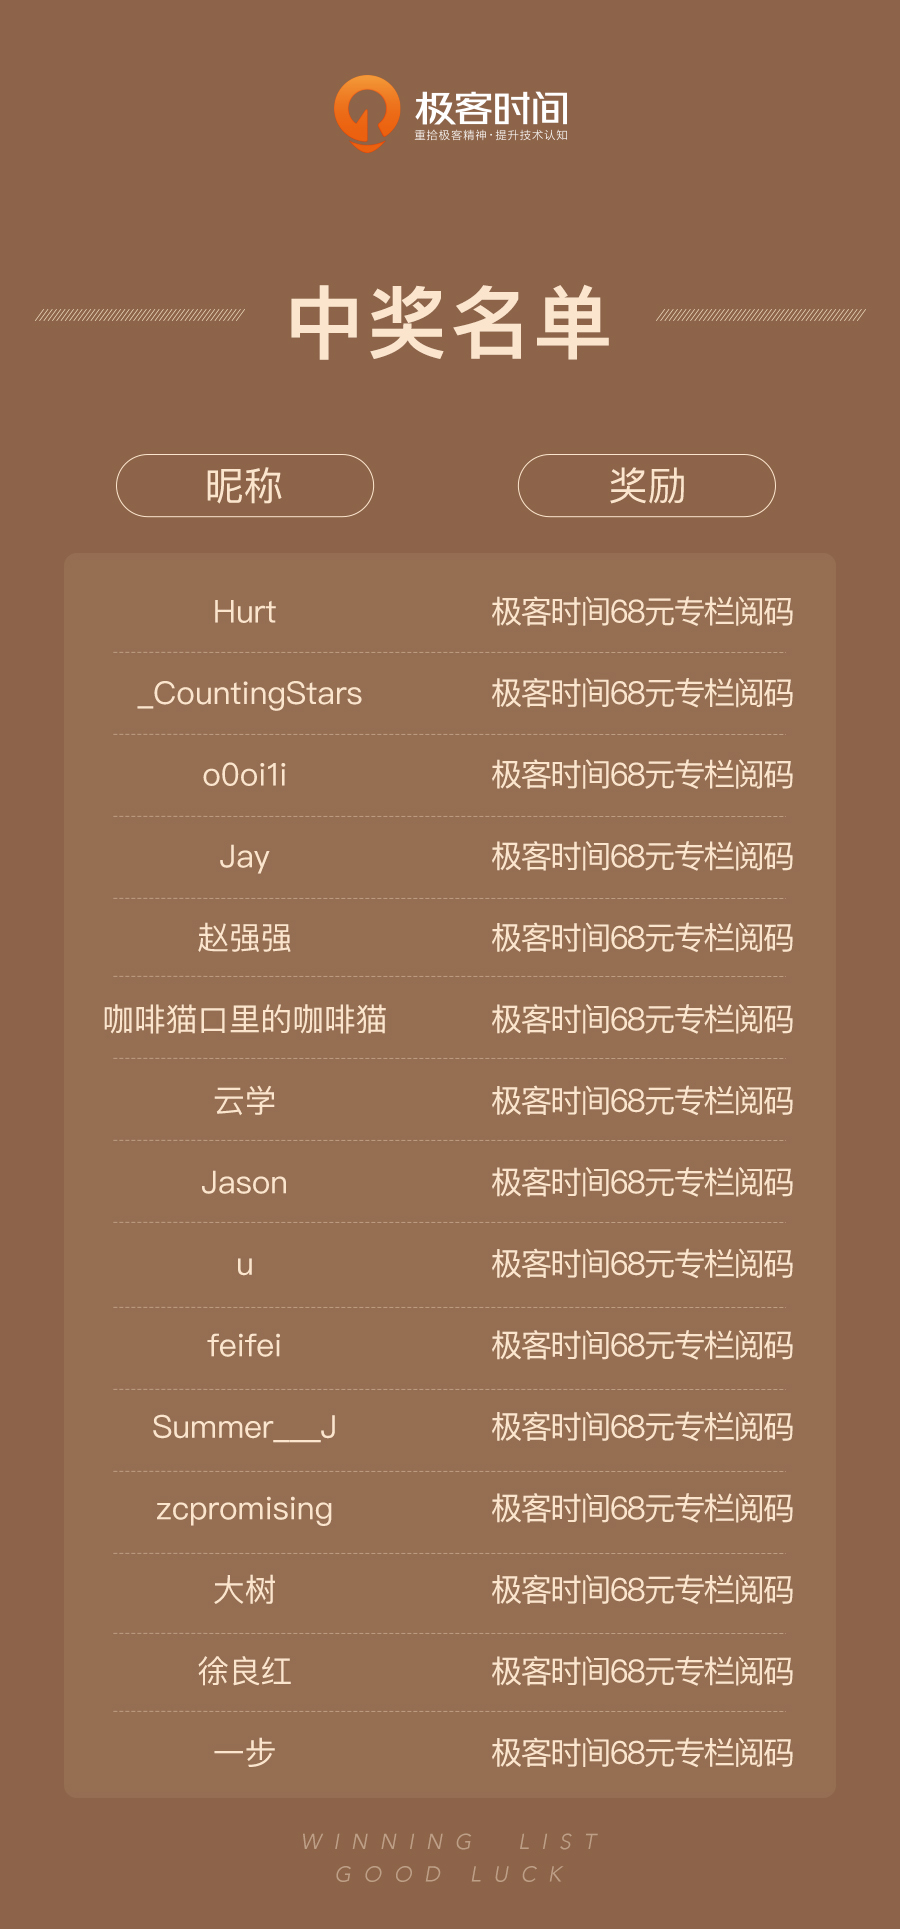 极客时间
重拾极客精神·提升技术认知
中奖名单
昵称 奖励
Hurt 极客时间68元专栏阅码
_CountingStars 极客时间68元专栏阅码
o0oi1i 极客时间68元专栏阅码
Jay 极客时间68元专栏阅码
赵强强 极客时间68元专栏阅码
咖啡猫口里的咖啡猫 极客时间68元专栏阅码
云学 极客时间68元专栏阅码
Jason 极客时间68元专栏阅码
u 极客时间68元专栏阅码
feifei 极客时间68元专栏阅码
Summer___J 极客时间68元专栏阅码
zcpromising 极客时间68元专栏阅码
大树 极客时间68元专栏阅码
徐良红 极客时间68元专栏阅码
一步 极客时间68元专栏阅码
WINNING LIST
GOOD LUCK